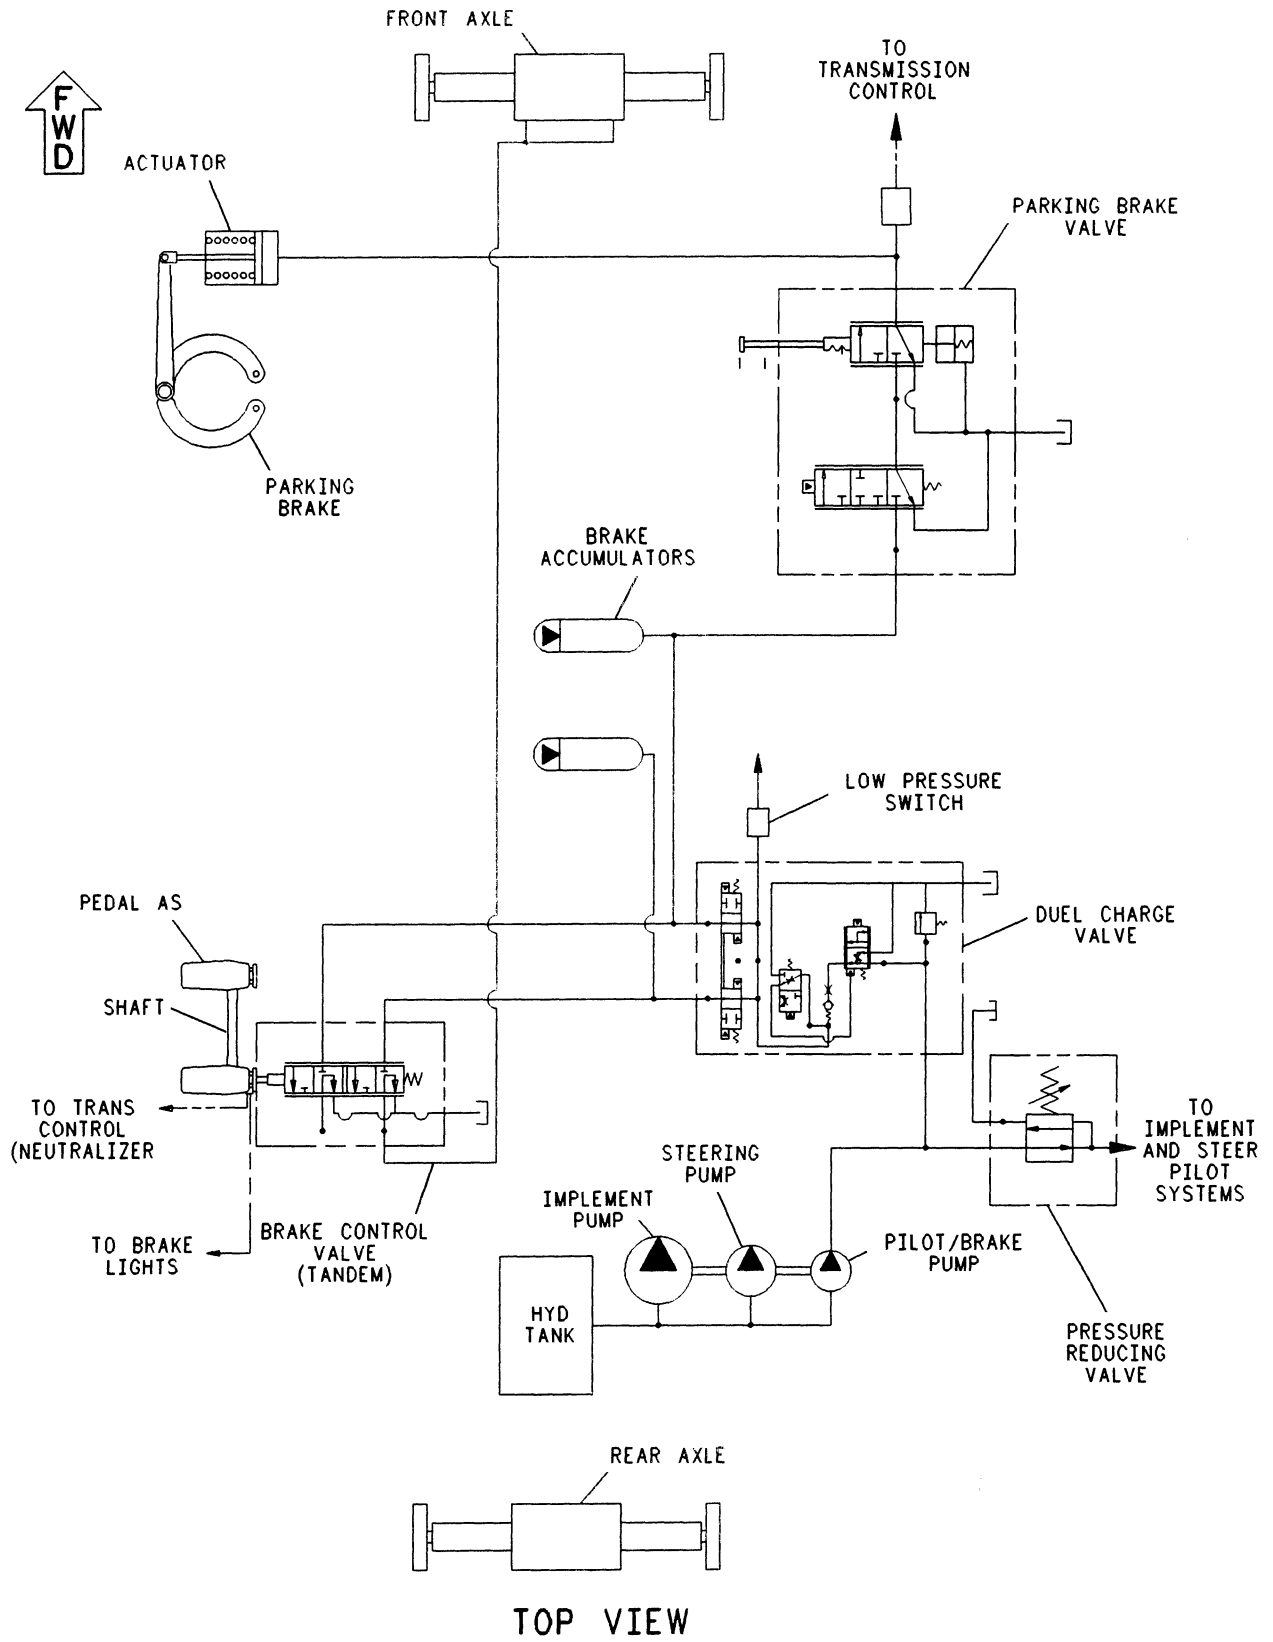 FRONT AXLE
TO
TRANSMISSION
CONTROL
FWD
ACTUATOR
PARKING BRAKE
VALVE
PARKING
BRAKE
BRAKE
ACCUMULATORS
LOW PRESSURE
SWITCH
PEDAL AS
DUEL CHARGE
VALVE
SHAFT
TO TRANS
CONTROL
(NEUTRALIZER
TO
IMPLEMENT
AND STEER
PILOT
SYSTEMS
STEERING
PUMP
IMPLEMENT
PUMP
BRAKE CONTROL
VALVE
(TANDEM)
TO BRAKE
LIGHTS
PILOT/BRAKE
PUMP
HYD
TANK
PRESSURE
REDUCING
VALVE
REAR AXLE
TOP VIEW